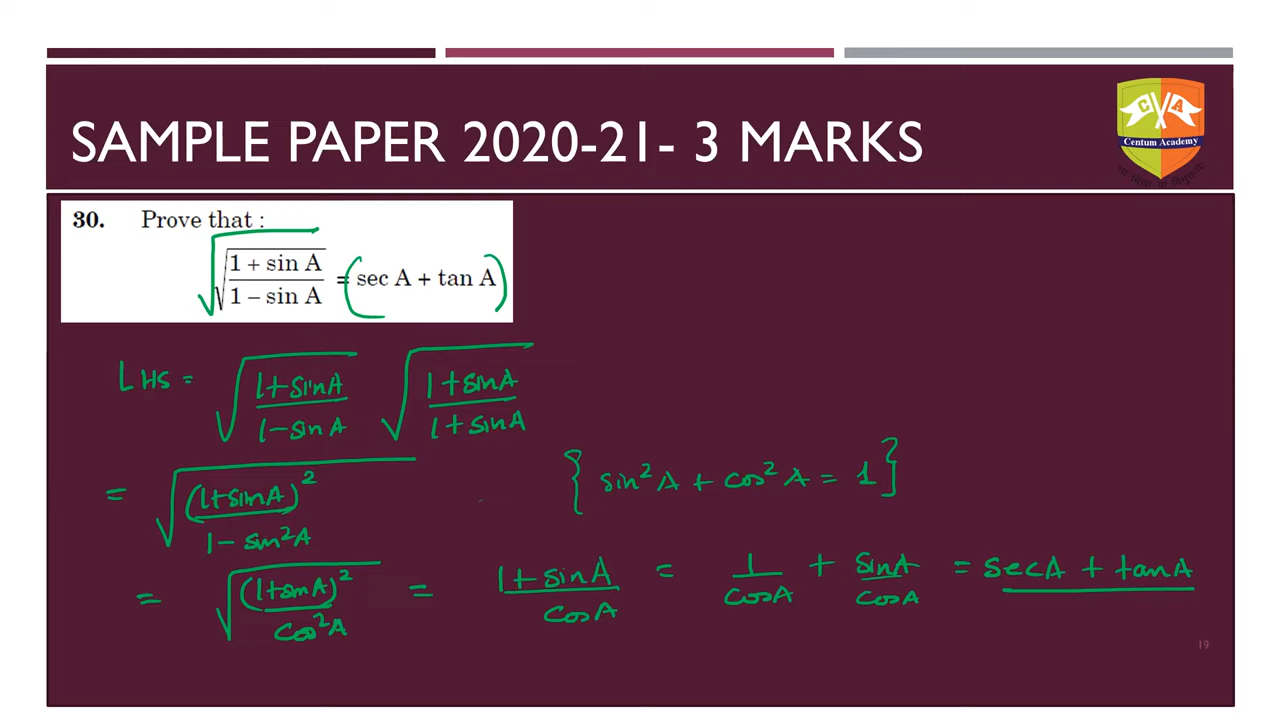 SAMPLE PAPER 2020-21- 3 MARKS
C A
Centum Academy
30. Prove that :
√((1 + sin A)/(1 – sin A)) = sec A + tan A
LHS = √((1+sinA)/(1-sinA)) √((1+sinA)/(1+sinA))
= √((1+sinA)²/(1-sin²A)) {sin²A + cos²A = 1}
= √((1+sinA)²/cos²A) = (1+sinA)/cosA = 1/cosA + sinA/cosA = secA + tanA
19